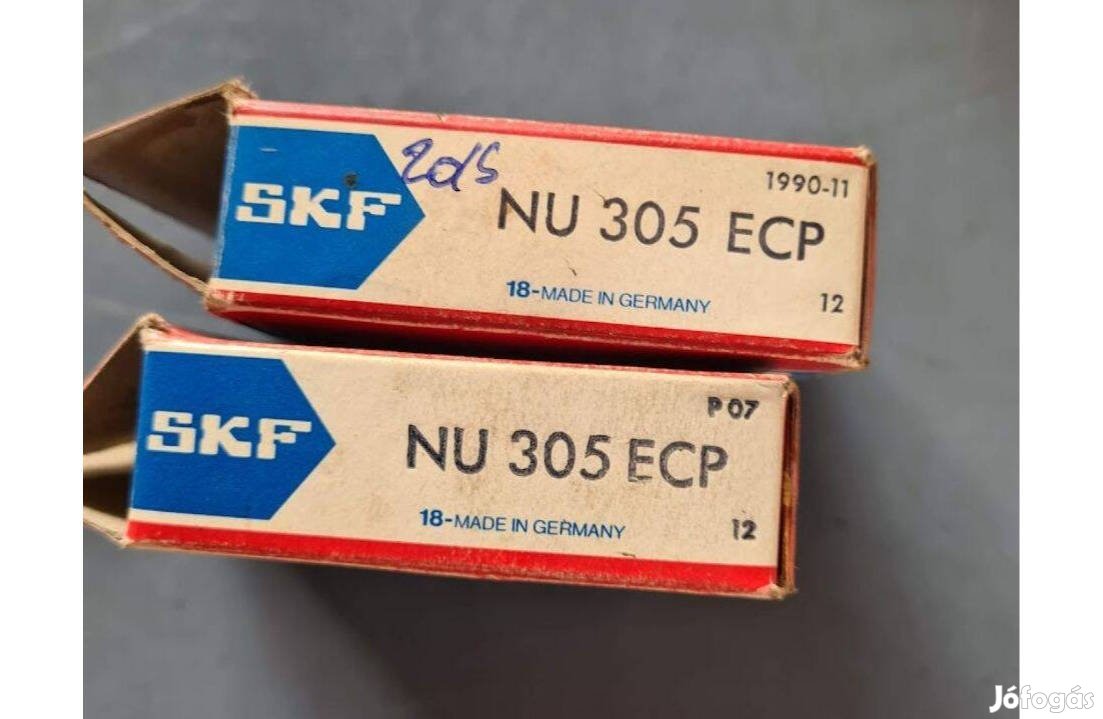 SKF
2db
NU 305 ECP
1990-11
18-MADE IN GERMANY
12
SKF
NU 305 ECP
P 07
18-MADE IN GERMANY
12
Jófogás